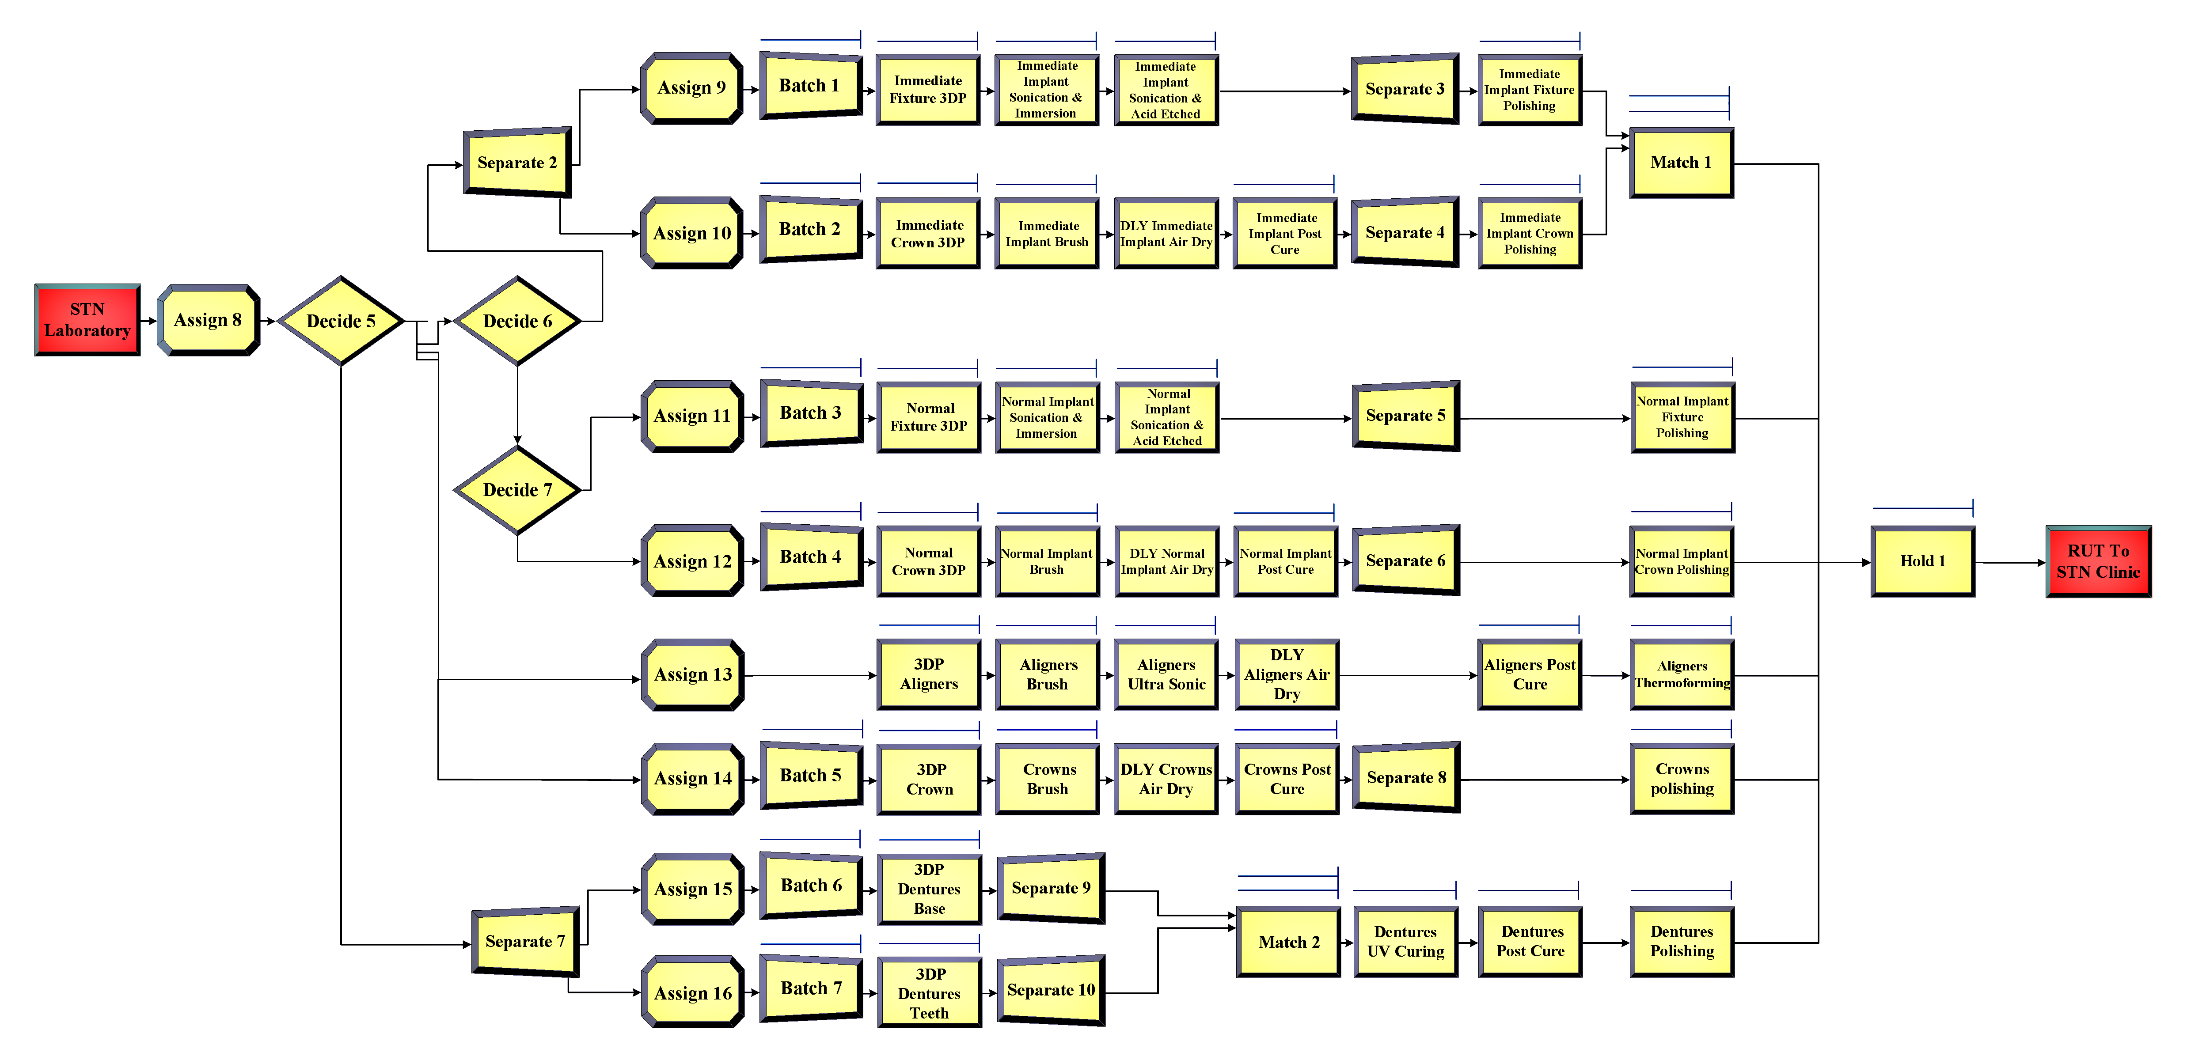 Assign 9
Batch 1
Immediate
Fixture 3DP
Immediate
Implant
Sonication &
Immersion
Immediate
Implant
Sonication &
Acid Etched
Separate 3
Immediate
Implant Fixture
Polishing
Separate 2
Match 1
Assign 10
Batch 2
Immediate
Crown 3DP
Immediate
Implant Brush
DLY Immediate
Implant Air Dry
Immediate
Implant Post
Cure
Separate 4
Immediate
Implant Crown
Polishing
STN
Laboratory
Assign 8
Decide 5
Decide 6
Assign 11
Batch 3
Normal
Fixture 3DP
Normal Implant
Sonication &
Immersion
Normal
Implant
Sonication &
Acid Etched
Separate 5
Normal Implant
Fixture
Polishing
Decide 7
Assign 12
Batch 4
Normal
Crown 3DP
Normal Implant
Brush
DLY Normal
Implant Air Dry
Normal Implant
Post Cure
Separate 6
Normal Implant
Crown Polishing
Hold 1
RUT To
STN Clinic
Assign 13
3DP
Aligners
Aligners
Brush
Aligners
Ultra Sonic
DLY
Aligners Air
Dry
Aligners Post
Cure
Aligners
Thermoforming
Assign 14
Batch 5
3DP
Crown
Crowns
Brush
DLY Crowns
Air Dry
Crowns Post
Cure
Separate 8
Crowns
polishing
Assign 15
Batch 6
3DP
Dentures
Base
Separate 9
Separate 7
Match 2
Dentures
UV Curing
Dentures
Post Cure
Dentures
Polishing
Assign 16
Batch 7
3DP
Dentures
Teeth
Separate 10